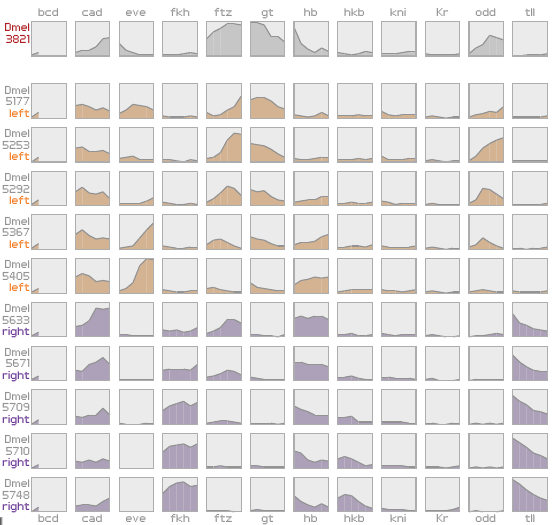 bcd cad eve fkh ftz gt hb hkb kni Kr odd tll
Dmel
3821
Dmel
5177
left
Dmel
5253
left
Dmel
5292
left
Dmel
5367
left
Dmel
5405
left
Dmel
5633
right
Dmel
5671
right
Dmel
5709
right
Dmel
5710
right
Dmel
5748
right
bcd cad eve fkh ftz gt hb hkb kni Kr odd tll